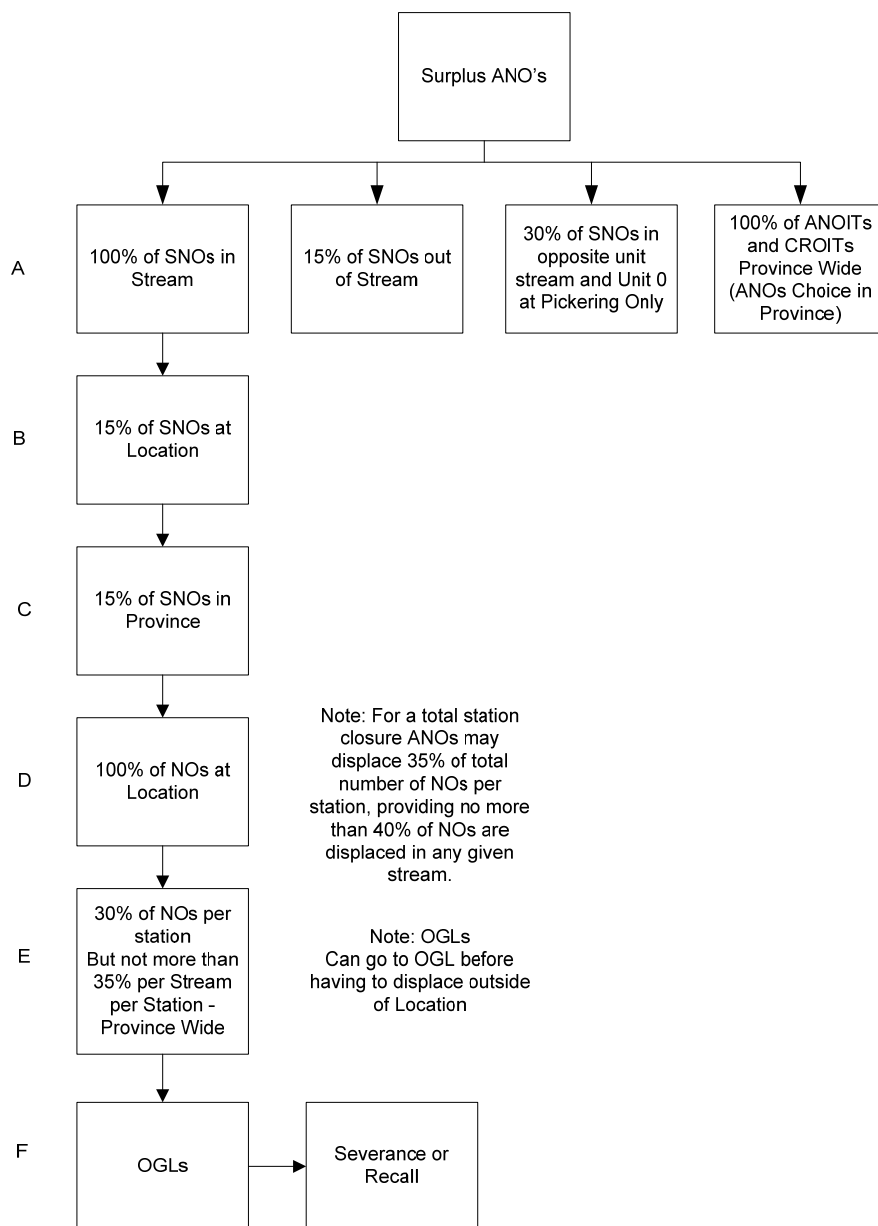 Surplus ANO's
A
100% of SNOs in
Stream
15% of SNOs out
of Stream
30% of SNOs in
opposite unit
stream and Unit 0
at Pickering Only
100% of ANOITs
and CROITs
Province Wide
(ANOs Choice in
Province)
B
15% of SNOs at
Location
C
15% of SNOs in
Province
D
100% of NOs at
Location
Note: For a total station
closure ANOs may
displace 35% of total
number of NOs per
station, providing no more
than 40% of NOs are
displaced in any given
stream.
E
30% of NOs per
station
But not more than
35% per Stream
per Station -
Province Wide
Note: OGLs
Can go to OGL before
having to displace outside
of Location
F
OGLs
Severance or
Recall